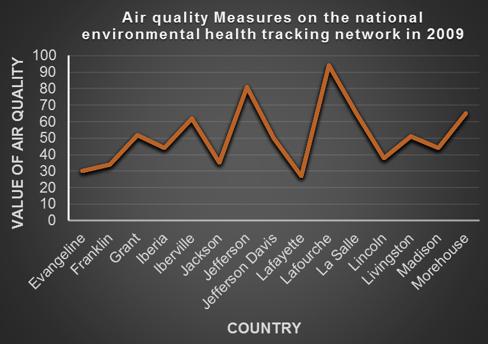 Air quality Measures on the national
environmental health tracking network in 2009
VALUE OF AIR QUALITY
100
90
80
70
60
50
40
30
20
10
0
Evangeline
Franklin
Grant
Iberia
Iberville
Jackson
Jefferson
Jefferson Davis
Lafayette
Lafourche
La Salle
Lincoln
Livingston
Madison
Morehouse
COUNTRY